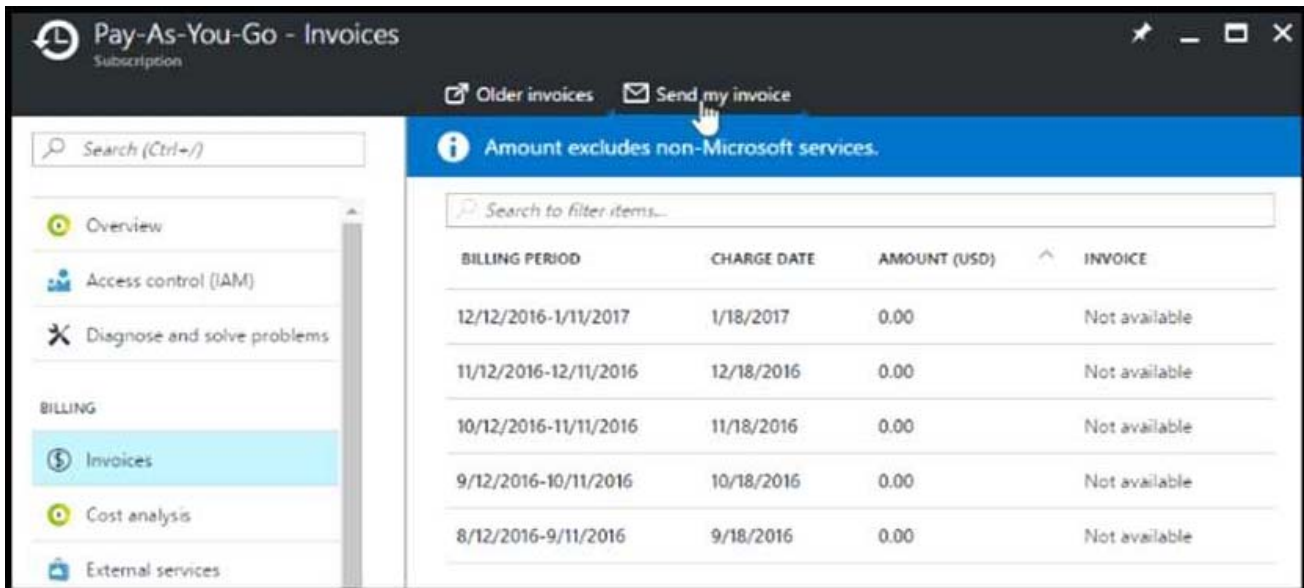 Pay-As-You-Go - Invoices
Subscription
Older invoices Send my invoice
Search (Ctrl+/)
Amount excludes non-Microsoft services.
Overview
Access control (IAM)
Diagnose and solve problems
BILLING
Invoices
Cost analysis
External services
Search to filter items...
BILLING PERIOD CHARGE DATE AMOUNT (USD) INVOICE
12/12/2016-1/11/2017 1/18/2017 0.00 Not available
11/12/2016-12/11/2016 12/18/2016 0.00 Not available
10/12/2016-11/11/2016 11/18/2016 0.00 Not available
9/12/2016-10/11/2016 10/18/2016 0.00 Not available
8/12/2016-9/11/2016 9/18/2016 0.00 Not available